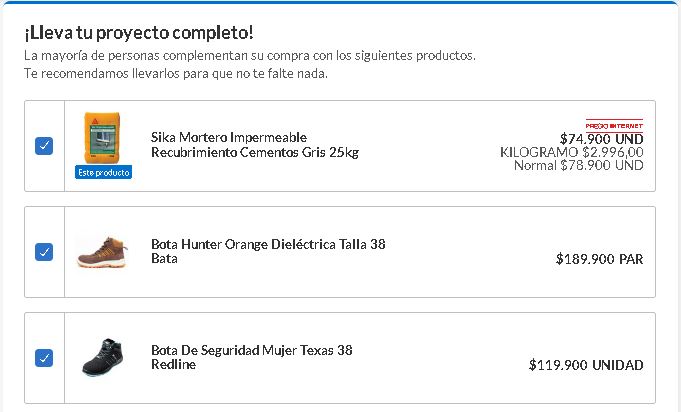 ¡Lleva tu proyecto completo!
La mayoría de personas complementan su compra con los siguientes productos.
Te recomendamos llevarlos para que no te falte nada.
Este producto
Sika Mortero Impermeable
Recubrimiento Cementos Gris 25kg
PRECIO INTERNET
$74.900 UND
KILOGRAMO $2.996,00
Normal $78.900 UND
Bota Hunter Orange Dieléctrica Talla 38
Bata
$189.900 PAR
Bota De Seguridad Mujer Texas 38
Redline
$119.900 UNIDAD